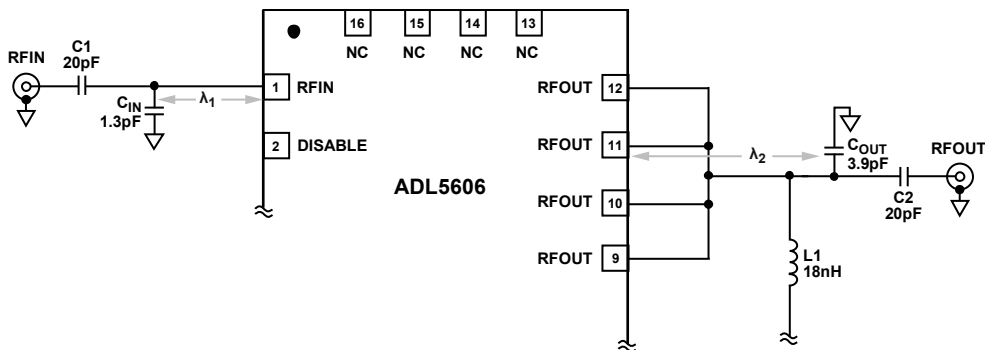 16 15 14 13
NC NC NC NC
C1
20pF
RFIN
C_IN
1.3pF
λ1
1 RFIN
2 DISABLE
ADL5606
RFOUT 12
RFOUT 11
RFOUT 10
RFOUT 9
λ2
C_OUT
3.9pF
RFOUT
C2
20pF
L1
18nH